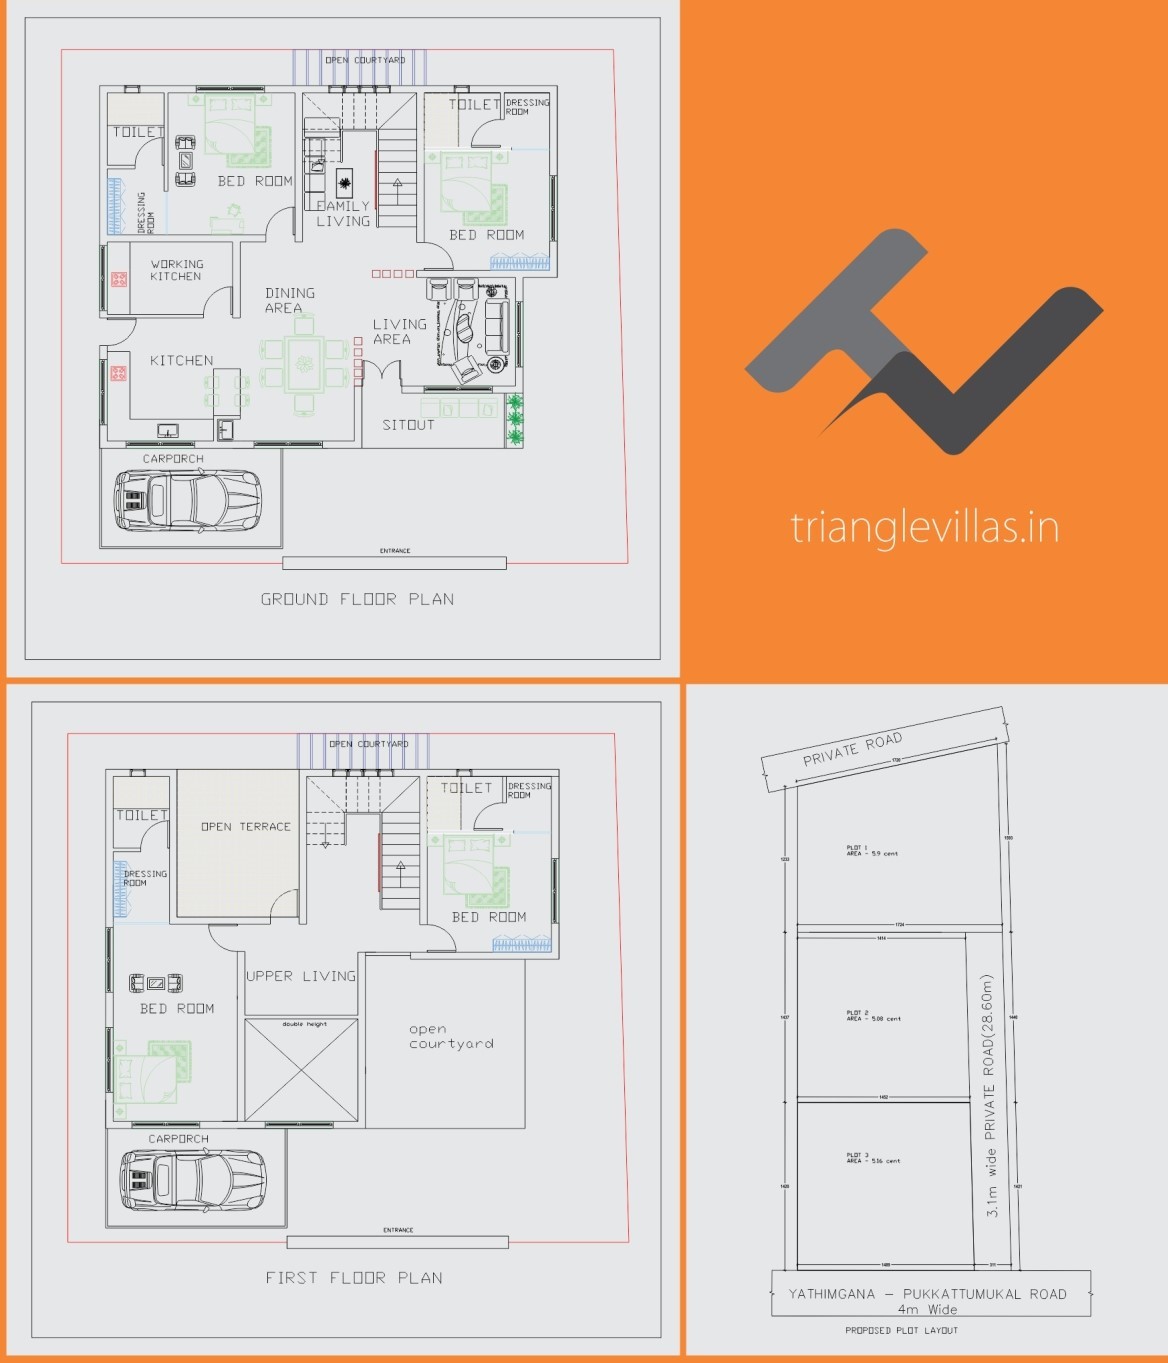 OPEN COURTYARD
TOILET
BED ROOM
DRESSING
ROOM
TOILET
DRESSING
ROOM
FAMILY
LIVING
BED ROOM
WORKING
KITCHEN
DINING
AREA
LIVING
AREA
KITCHEN
SITOUT
CARPORCH
ENTRANCE
GROUND FLOOR PLAN
trianglevillas.in
OPEN COURTYARD
TOILET
OPEN TERRACE
DRESSING
ROOM
TOILET
DRESSING
ROOM
BED ROOM
UPPER LIVING
BED ROOM
double height
open
courtyard
CARPORCH
ENTRANCE
FIRST FLOOR PLAN
PRIVATE ROAD
PLOT 1
AREA - 5.9 cent
1724
1414
PLOT 2
AREA - 5.08 cent
1452
3.1m wide PRIVATE ROAD(28.60m)
PLOT 3
AREA - 5.16 cent
YATHIMGANA - PUKKATTUMUKAL ROAD
4m Wide
PROPOSED PLOT LAYOUT